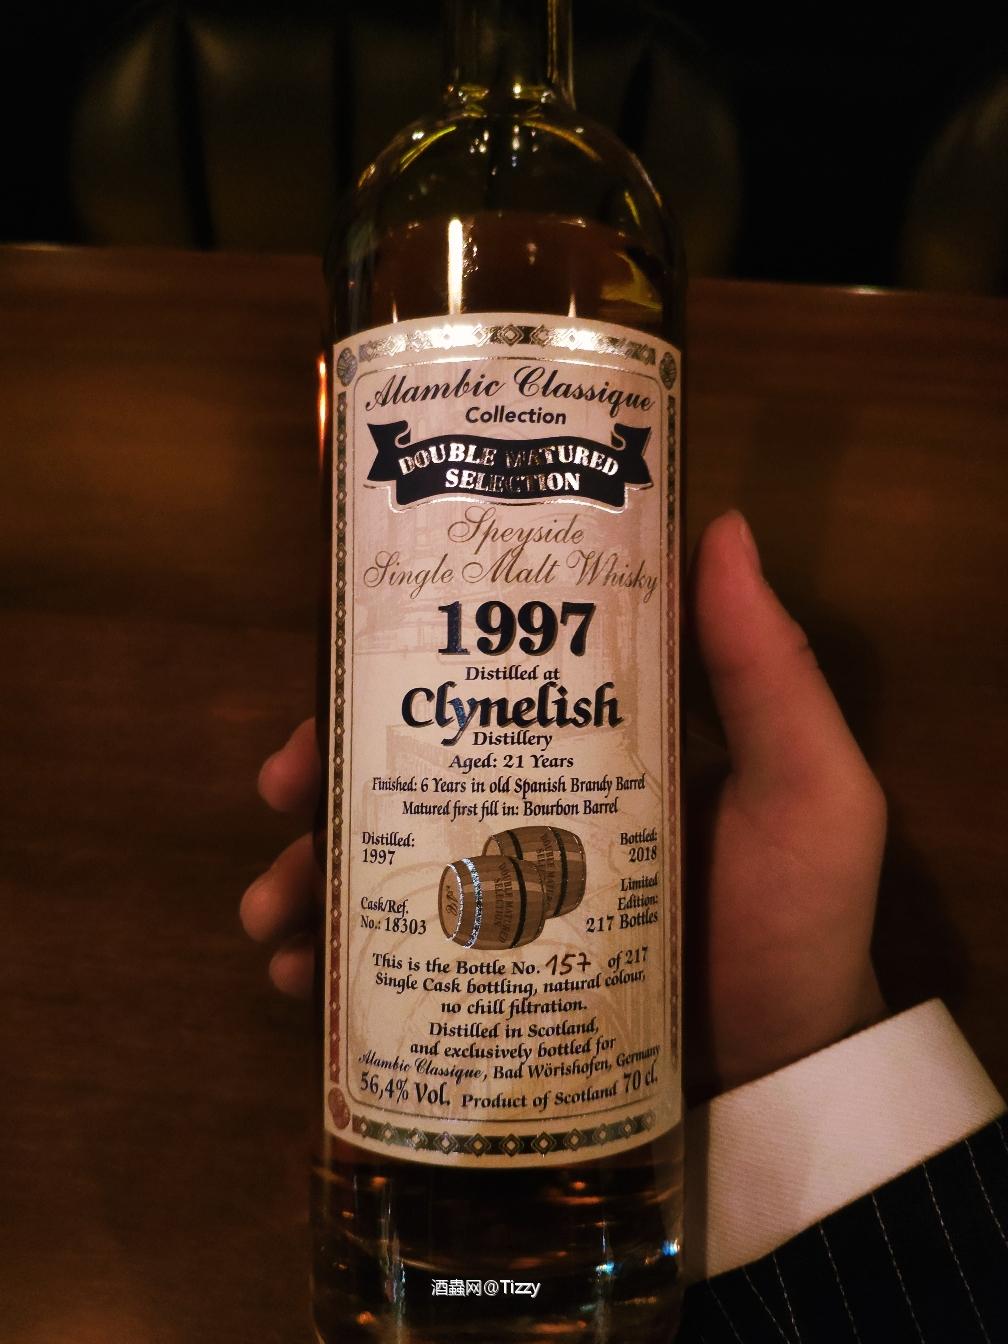 Alambic Classique
Collection
DOUBLE MATURED
SELECTION
Speyside
Single Malt Whisky
1997
Distilled at
Clynelish
Distillery
Aged: 21 Years
Finished: 6 Years in old Spanish Brandy Barrel
Matured first fill in: Bourbon Barrel
Distilled:
1997
Bottled:
2018
Limited
Edition:
217 Bottles
Cask/Ref.
No.: 18303
DOUBLE MATURED
SELECTION
This is the Bottle No. 157 of 217
Single Cask bottling, natural colour,
no chill filtration.
Distilled in Scotland,
and exclusively bottled for
Alambic Classique, Bad Wörishofen, Germany
56,4% Vol. Product of Scotland 70 cl.
酒蟲网@Tizzy